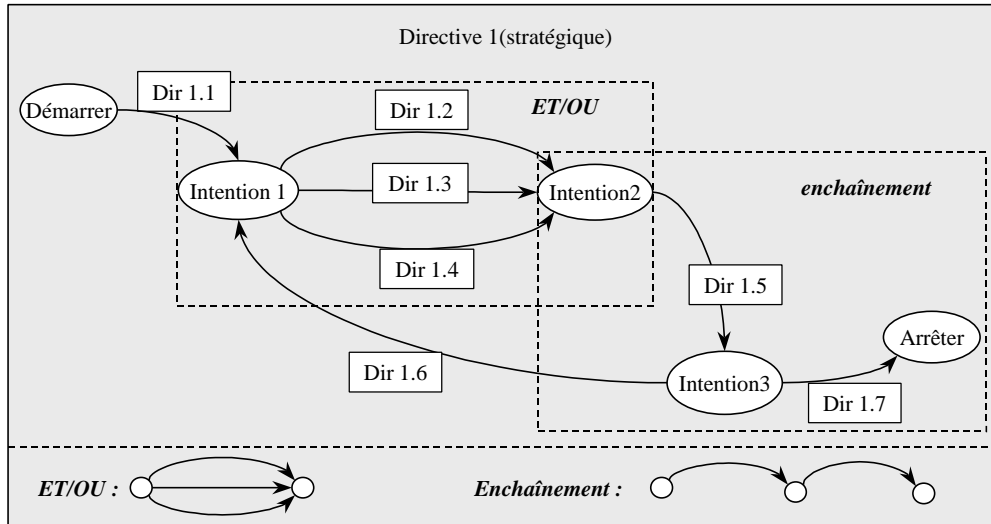 Directive 1(stratégique)
Dir 1.1
Démarrer
Dir 1.2
ET/OU
Intention 1
Dir 1.3
Intention2
enchaînement
Dir 1.4
Dir 1.5
Arrêter
Dir 1.6
Intention3
Dir 1.7
ET/OU :
Enchaînement :